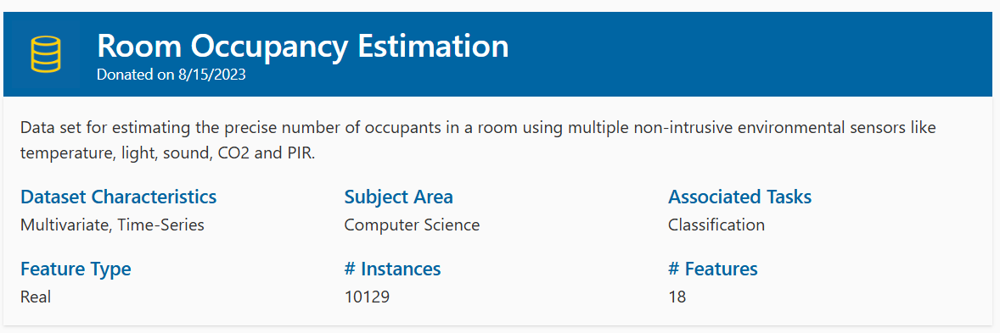 Room Occupancy Estimation
Donated on 8/15/2023
Data set for estimating the precise number of occupants in a room using multiple non-intrusive environmental sensors like
temperature, light, sound, CO2 and PIR.
Dataset Characteristics
Multivariate, Time-Series
Subject Area
Computer Science
Associated Tasks
Classification
Feature Type
Real
# Instances
10129
# Features
18